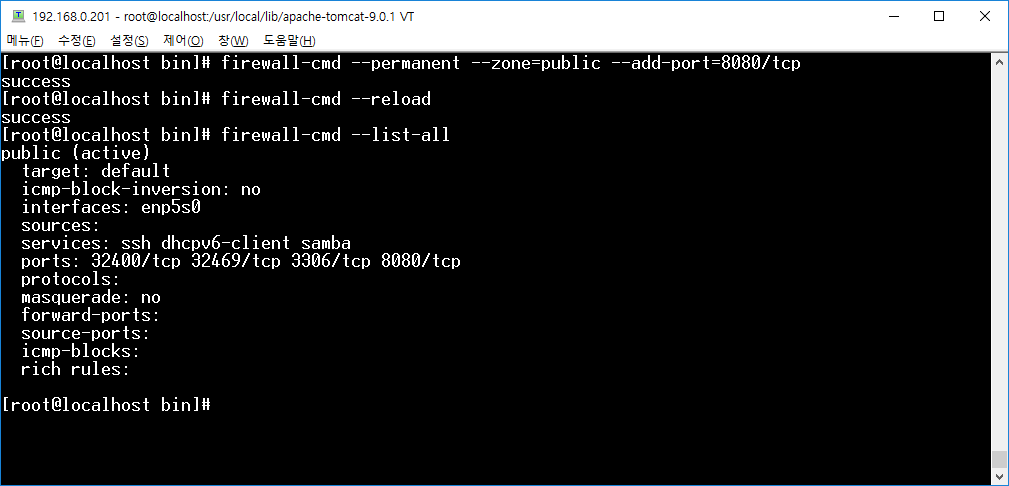 192.168.0.201 - root@localhost:/usr/local/lib/apache-tomcat-9.0.1 VT
메뉴(F) 수정(E) 설정(S) 제어(O) 창(W) 도움말(H)
[root@localhost bin]# firewall-cmd --permanent --zone=public --add-port=8080/tcp
success
[root@localhost bin]# firewall-cmd --reload
success
[root@localhost bin]# firewall-cmd --list-all
public (active)
  target: default
  icmp-block-inversion: no
  interfaces: enp5s0
  sources:
  services: ssh dhcpv6-client samba
  ports: 32400/tcp 32469/tcp 3306/tcp 8080/tcp
  protocols:
  masquerade: no
  forward-ports:
  source-ports:
  icmp-blocks:
  rich rules:
[root@localhost bin]#